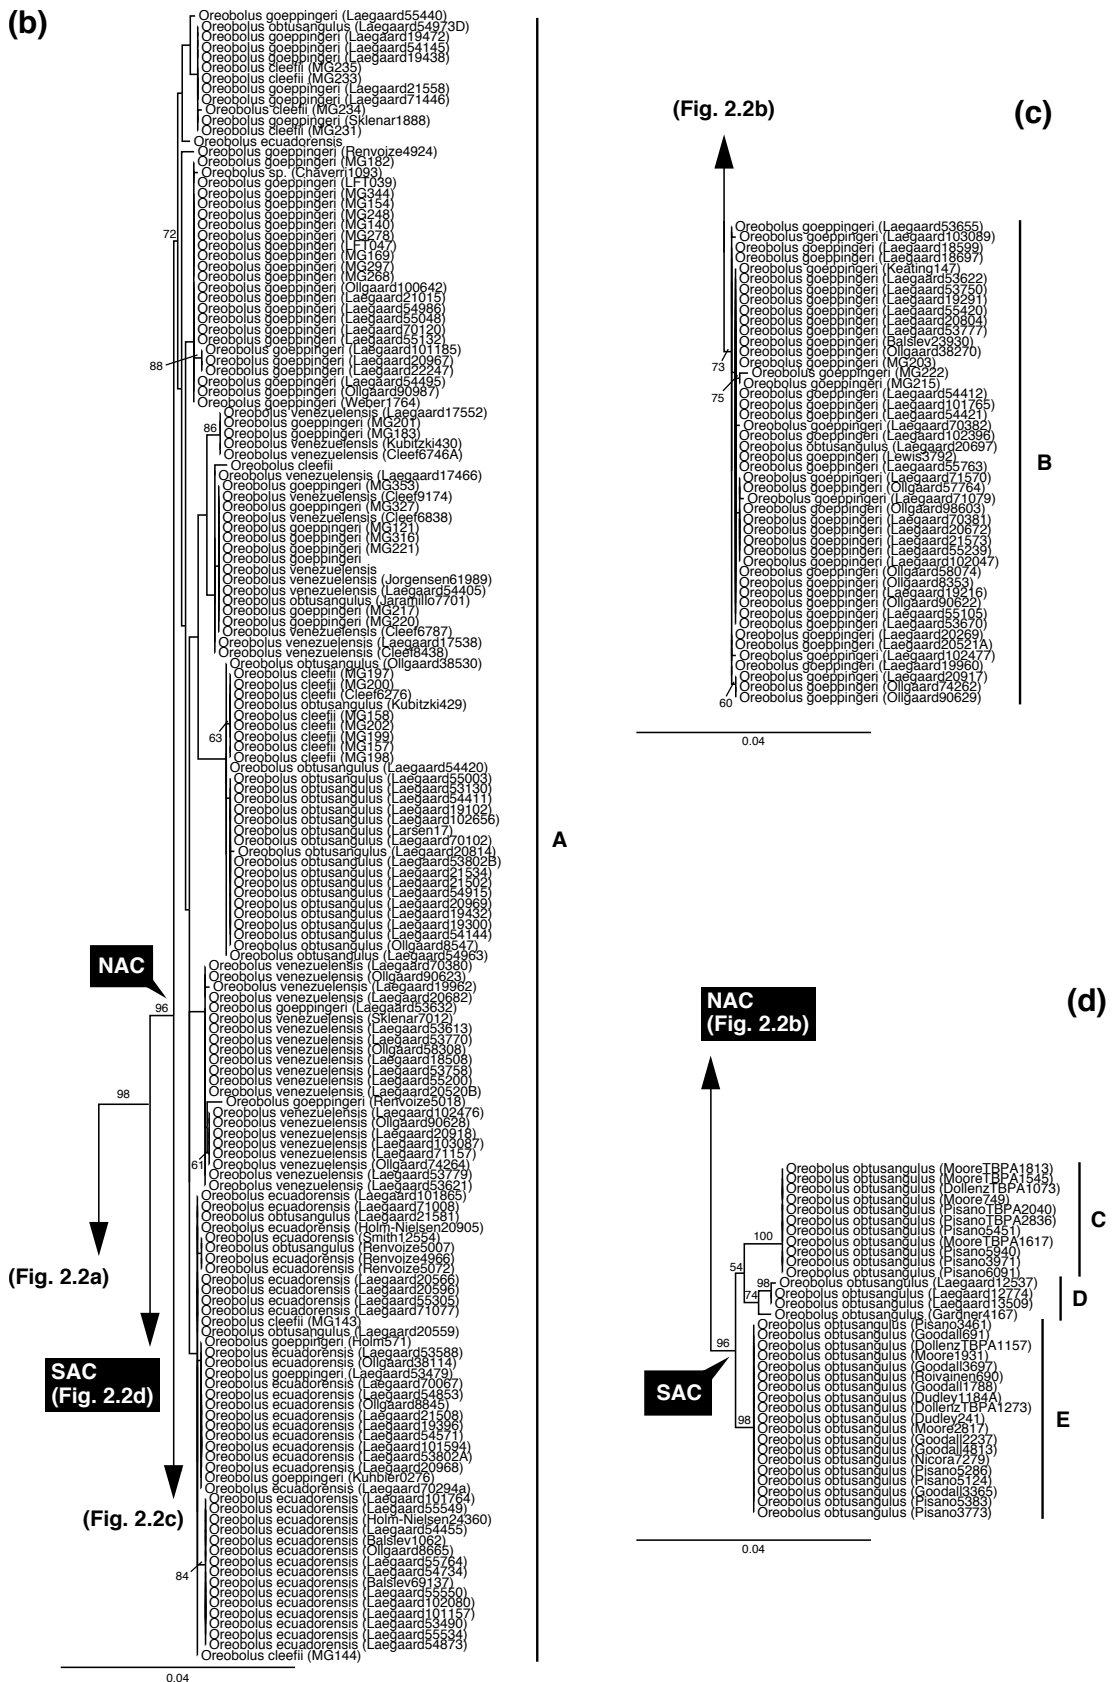 (b)
Oreobolus goeppingeri (Laegaard55440)
Oreobolus obtusangulus (Laegaard54973D)
Oreobolus goeppingeri (Laegaard19472)
Oreobolus goeppingeri (Laegaard54145)
Oreobolus goeppingeri (Laegaard19438)
Oreobolus cleefii (MG235)
Oreobolus cleefii (MG233)
Oreobolus goeppingeri (Laegaard21558)
Oreobolus goeppingeri (Laegaard71446)
Oreobolus cleefii (MG234)
Oreobolus goeppingeri (Sklenar1888)
Oreobolus cleefii (MG231)
Oreobolus ecuadorensis
Oreobolus goeppingeri (Renvoize4924)
Oreobolus goeppingeri (MG182)
Oreobolus sp. (Chaverri1093)
Oreobolus goeppingeri (LFT039)
Oreobolus goeppingeri (MG344)
Oreobolus goeppingeri (MG154)
Oreobolus goeppingeri (MG248)
Oreobolus goeppingeri (MG140)
72
Oreobolus goeppingeri (MG278)
Oreobolus goeppingeri (LFT047)
Oreobolus goeppingeri (MG169)
Oreobolus goeppingeri (MG297)
Oreobolus goeppingeri (MG268)
Oreobolus goeppingeri (Ollgaard100642)
Oreobolus goeppingeri (Laegaard21015)
Oreobolus goeppingeri (Laegaard54986)
Oreobolus goeppingeri (Laegaard55048)
Oreobolus goeppingeri (Laegaard70120)
Oreobolus goeppingeri (Laegaard55132)
Oreobolus goeppingeri (Laegaard101185)
88
Oreobolus goeppingeri (Laegaard20967)
Oreobolus goeppingeri (Laegaard22247)
Oreobolus goeppingeri (Laegaard54495)
Oreobolus goeppingeri (Ollgaard90987)
Oreobolus goeppingeri (Weber1764)
Oreobolus venezuelensis (Laegaard17552)
86
Oreobolus goeppingeri (MG201)
Oreobolus goeppingeri (MG183)
Oreobolus venezuelensis (Kubitzki430)
Oreobolus venezuelensis (Cleef6746A)
Oreobolus cleefii
Oreobolus venezuelensis (Laegaard17466)
Oreobolus goeppingeri (MG353)
Oreobolus venezuelensis (Cleef9174)
Oreobolus goeppingeri (MG327)
Oreobolus venezuelensis (Cleef6838)
Oreobolus goeppingeri (MG121)
Oreobolus goeppingeri (MG316)
Oreobolus goeppingeri (MG221)
Oreobolus goeppingeri
Oreobolus venezuelensis
Oreobolus venezuelensis (Jorgensen61989)
Oreobolus venezuelensis (Laegaard54405)
Oreobolus obtusangulus (Jaramillo7701)
Oreobolus goeppingeri (MG217)
Oreobolus goeppingeri (MG220)
Oreobolus venezuelensis (Cleef6787)
Oreobolus venezuelensis (Laegaard17538)
Oreobolus venezuelensis (Cleef8438)
Oreobolus obtusangulus (Ollgaard38530)
Oreobolus cleefii (MG197)
Oreobolus cleefii (MG200)
Oreobolus cleefii (Cleef6276)
Oreobolus obtusangulus (Kubitzki429)
Oreobolus cleefii (MG158)
Oreobolus cleefii (MG202)
63
Oreobolus cleefii (MG199)
Oreobolus cleefii (MG157)
Oreobolus cleefii (MG198)
Oreobolus obtusangulus (Laegaard54420)
Oreobolus obtusangulus (Laegaard55003)
Oreobolus obtusangulus (Laegaard53130)
Oreobolus obtusangulus (Laegaard54411)
Oreobolus obtusangulus (Laegaard19102)
Oreobolus obtusangulus (Laegaard102656)
Oreobolus obtusangulus (Larsen17)
Oreobolus obtusangulus (Laegaard70102)
A
Oreobolus obtusangulus (Laegaard20814)
Oreobolus obtusangulus (Laegaard53802B)
Oreobolus obtusangulus (Laegaard21534)
Oreobolus obtusangulus (Laegaard21502)
Oreobolus obtusangulus (Laegaard54915)
Oreobolus obtusangulus (Laegaard20969)
Oreobolus obtusangulus (Laegaard19432)
Oreobolus obtusangulus (Laegaard19300)
Oreobolus obtusangulus (Laegaard54144)
Oreobolus obtusangulus (Ollgaard8547)
Oreobolus obtusangulus (Laegaard54963)
NAC
Oreobolus venezuelensis (Laegaard70380)
Oreobolus venezuelensis (Ollgaard90623)
Oreobolus venezuelensis (Laegaard19962)
Oreobolus venezuelensis (Laegaard20682)
96
Oreobolus goeppingeri (Laegaard53632)
Oreobolus venezuelensis (Sklenar7012)
Oreobolus venezuelensis (Laegaard53613)
Oreobolus venezuelensis (Laegaard53770)
Oreobolus venezuelensis (Ollgaard58308)
Oreobolus venezuelensis (Laegaard18508)
Oreobolus venezuelensis (Laegaard53758)
Oreobolus venezuelensis (Laegaard55200)
98
Oreobolus venezuelensis (Laegaard20520B)
Oreobolus goeppingeri (Renvoize5018)
Oreobolus venezuelensis (Laegaard102476)
Oreobolus venezuelensis (Ollgaard90628)
Oreobolus venezuelensis (Laegaard20918)
Oreobolus venezuelensis (Laegaard103087)
Oreobolus venezuelensis (Laegaard71157)
61
Oreobolus venezuelensis (Ollgaard74264)
Oreobolus venezuelensis (Laegaard53779)
Oreobolus venezuelensis (Laegaard53621)
Oreobolus ecuadorensis (Laegaard101865)
Oreobolus ecuadorensis (Laegaard71008)
Oreobolus obtusangulus (Laegaard21581)
Oreobolus ecuadorensis (Holm-Nielsen20905)
Oreobolus ecuadorensis (Smith12554)
Oreobolus obtusangulus (Renvoize5007)
Oreobolus ecuadorensis (Renvoize4966)
Oreobolus ecuadorensis (Renvoize5072)
(Fig. 2.2a)
Oreobolus ecuadorensis (Laegaard20566)
Oreobolus ecuadorensis (Laegaard20596)
Oreobolus ecuadorensis (Laegaard55305)
Oreobolus ecuadorensis (Laegaard71077)
Oreobolus cleefii (MG143)
Oreobolus obtusangulus (Laegaard20559)
Oreobolus goeppingeri (Holm571)
Oreobolus ecuadorensis (Laegaard53588)
Oreobolus ecuadorensis (Ollgaard38114)
SAC
(Fig. 2.2d)
Oreobolus goeppingeri (Laegaard53479)
Oreobolus ecuadorensis (Laegaard70067)
Oreobolus ecuadorensis (Laegaard54853)
Oreobolus ecuadorensis (Ollgaard8845)
Oreobolus ecuadorensis (Laegaard21508)
Oreobolus ecuadorensis (Laegaard19396)
Oreobolus ecuadorensis (Laegaard54571)
Oreobolus ecuadorensis (Laegaard101594)
Oreobolus ecuadorensis (Laegaard53802A)
Oreobolus ecuadorensis (Laegaard20968)
Oreobolus goeppingeri (Kuhbier0276)
Oreobolus ecuadorensis (Laegaard70294a)
Oreobolus ecuadorensis (Laegaard101764)
Oreobolus ecuadorensis (Laegaard55549)
(Fig. 2.2c)
Oreobolus ecuadorensis (Holm-Nielsen24360)
Oreobolus ecuadorensis (Laegaard54455)
Oreobolus ecuadorensis (Balslev1062)
Oreobolus ecuadorensis (Ollgaard8665)
Oreobolus ecuadorensis (Laegaard55764)
84
Oreobolus ecuadorensis (Laegaard54734)
Oreobolus ecuadorensis (Balslev69137)
Oreobolus ecuadorensis (Laegaard55550)
Oreobolus ecuadorensis (Laegaard102080)
Oreobolus ecuadorensis (Laegaard101157)
Oreobolus ecuadorensis (Laegaard53490)
Oreobolus ecuadorensis (Laegaard55534)
Oreobolus ecuadorensis (Laegaard54873)
Oreobolus cleefii (MG144)
0.04
(c)
(Fig. 2.2b)
Oreobolus goeppingeri (Laegaard53655)
Oreobolus goeppingeri (Laegaard103089)
Oreobolus goeppingeri (Laegaard18599)
Oreobolus goeppingeri (Laegaard18697)
Oreobolus goeppingeri (Keating147)
Oreobolus goeppingeri (Laegaard53622)
Oreobolus goeppingeri (Laegaard53750)
Oreobolus goeppingeri (Laegaard19291)
Oreobolus goeppingeri (Laegaard55420)
Oreobolus goeppingeri (Laegaard20804)
Oreobolus goeppingeri (Laegaard53777)
Oreobolus goeppingeri (Balslev23930)
Oreobolus goeppingeri (Ollgaard38270)
73
Oreobolus goeppingeri (MG203)
Oreobolus goeppingeri (MG222)
75
Oreobolus goeppingeri (MG215)
Oreobolus goeppingeri (Laegaard54412)
Oreobolus goeppingeri (Laegaard101765)
Oreobolus goeppingeri (Laegaard54421)
Oreobolus goeppingeri (Laegaard70382)
Oreobolus goeppingeri (Laegaard102396)
Oreobolus obtusangulus (Laegaard20697)
Oreobolus goeppingeri (Lewis3792)
Oreobolus goeppingeri (Laegaard55763)
B
Oreobolus goeppingeri (Laegaard71570)
Oreobolus goeppingeri (Ollgaard57764)
Oreobolus goeppingeri (Laegaard71079)
Oreobolus goeppingeri (Ollgaard98603)
Oreobolus goeppingeri (Laegaard70381)
Oreobolus goeppingeri (Laegaard20672)
Oreobolus goeppingeri (Laegaard21573)
Oreobolus goeppingeri (Laegaard55239)
Oreobolus goeppingeri (Laegaard102047)
Oreobolus goeppingeri (Ollgaard58074)
Oreobolus goeppingeri (Ollgaard8353)
Oreobolus goeppingeri (Laegaard19216)
Oreobolus goeppingeri (Ollgaard90622)
Oreobolus goeppingeri (Laegaard55105)
Oreobolus goeppingeri (Laegaard53670)
Oreobolus goeppingeri (Laegaard20269)
Oreobolus goeppingeri (Laegaard20521A)
Oreobolus goeppingeri (Laegaard102477)
Oreobolus goeppingeri (Laegaard19960)
Oreobolus goeppingeri (Laegaard20917)
Oreobolus goeppingeri (Ollgaard74262)
60
Oreobolus goeppingeri (Ollgaard90629)
0.04
(d)
NAC
(Fig. 2.2b)
Oreobolus obtusangulus (MooreTBPA1813)
Oreobolus obtusangulus (MooreTBPA1545)
Oreobolus obtusangulus (DollenzTBPA1073)
Oreobolus obtusangulus (Moore749)
Oreobolus obtusangulus (PisanoTBPA2040)
C
Oreobolus obtusangulus (PisanoTBPA2836)
Oreobolus obtusangulus (Pisano5451)
100
Oreobolus obtusangulus (MooreTBPA1617)
Oreobolus obtusangulus (Pisano5940)
Oreobolus obtusangulus (Pisano3971)
54
Oreobolus obtusangulus (Pisano6091)
98
Oreobolus obtusangulus (Laegaard12537)
74
Oreobolus obtusangulus (Laegaard12774)
D
Oreobolus obtusangulus (Laegaard13509)
Oreobolus obtusangulus (Gardner4167)
Oreobolus obtusangulus (Pisano3461)
Oreobolus obtusangulus (Goodall691)
96
Oreobolus obtusangulus (DollenzTBPA1157)
Oreobolus obtusangulus (Moore1931)
Oreobolus obtusangulus (Goodall3697)
Oreobolus obtusangulus (Roivainen690)
SAC
Oreobolus obtusangulus (Goodall1788)
Oreobolus obtusangulus (Dudley1184A)
Oreobolus obtusangulus (DollenzTBPA1273)
98
Oreobolus obtusangulus (Dudley241)
E
Oreobolus obtusangulus (Moore2817)
Oreobolus obtusangulus (Goodall2237)
Oreobolus obtusangulus (Goodall4813)
Oreobolus obtusangulus (Nicora7279)
Oreobolus obtusangulus (Pisano5286)
Oreobolus obtusangulus (Pisano5124)
Oreobolus obtusangulus (Goodall3365)
Oreobolus obtusangulus (Pisano5383)
Oreobolus obtusangulus (Pisano3773)
0.04